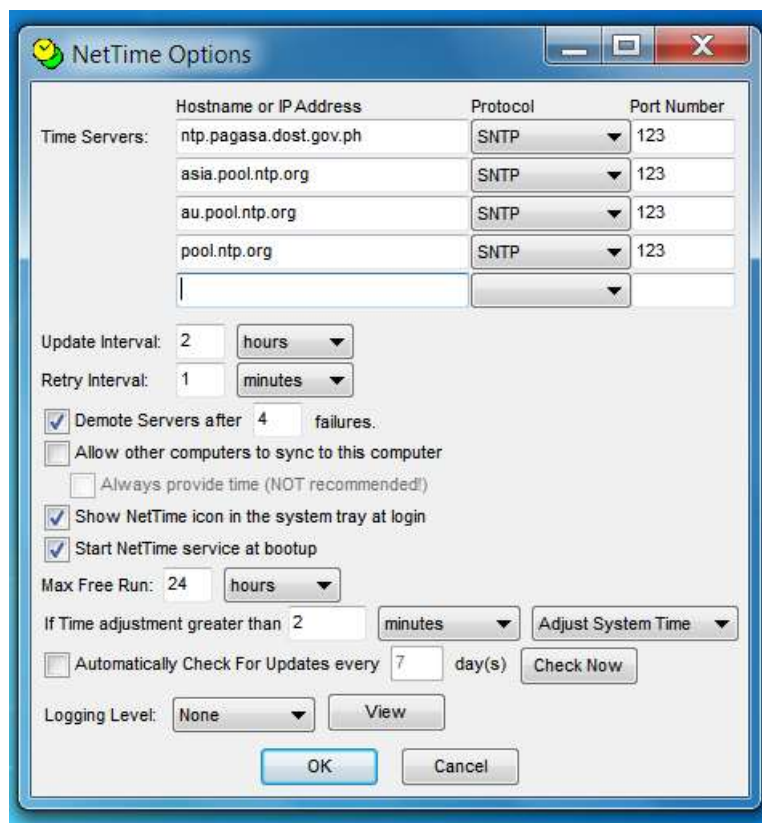 NetTime Options
Hostname or IP Address Protocol Port Number
Time Servers: ntp.pagasa.dost.gov.ph SNTP 123
asia.pool.ntp.org SNTP 123
au.pool.ntp.org SNTP 123
pool.ntp.org SNTP 123
Update Interval: 2 hours
Retry Interval: 1 minutes
Demote Servers after 4 failures.
Allow other computers to sync to this computer
Always provide time (NOT recommended!)
Show NetTime icon in the system tray at login
Start NetTime service at bootup
Max Free Run: 24 hours
If Time adjustment greater than 2 minutes Adjust System Time
Automatically Check For Updates every 7 day(s) Check Now
Logging Level: None View
OK Cancel